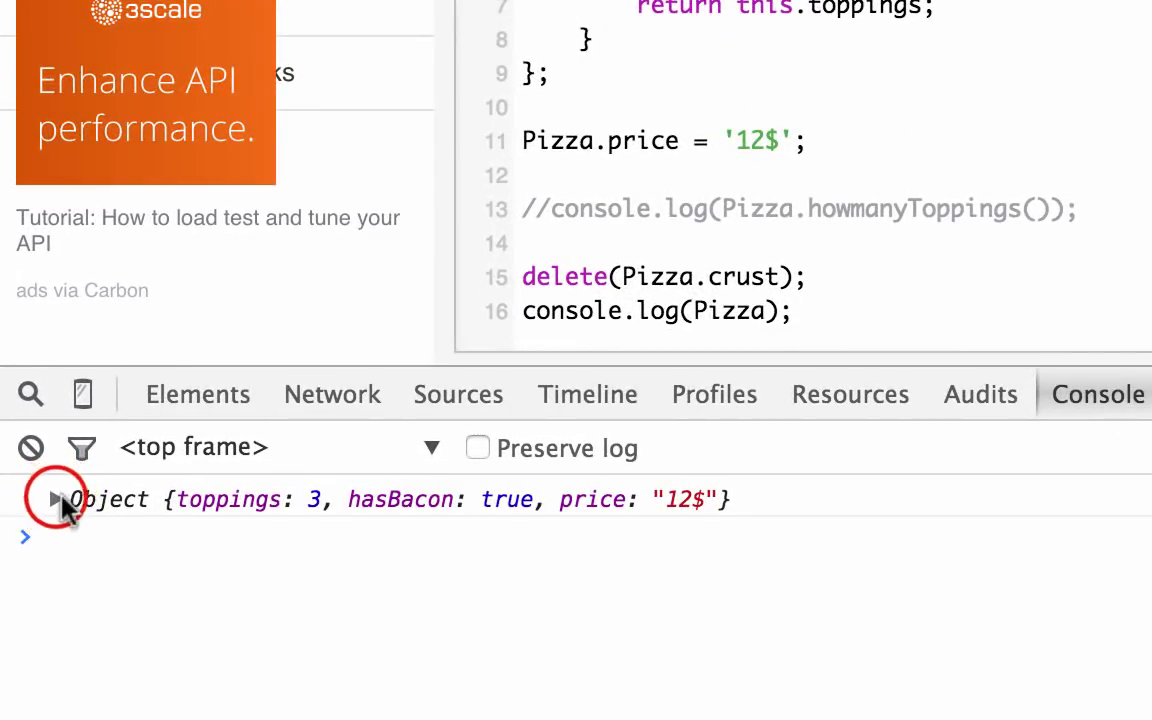 3scale
Enhance API
performance.
ks
Tutorial: How to load test and tune your
API
ads via Carbon
7 return this.toppings;
8 }
9 };
10
11 Pizza.price = '12$';
12
13 //console.log(Pizza.howmanyToppings());
14
15 delete(Pizza.crust);
16 console.log(Pizza);
Elements Network Sources Timeline Profiles Resources Audits Console
<top frame> ▼ Preserve log
Object {toppings: 3, hasBacon: true, price: "12$"}
>